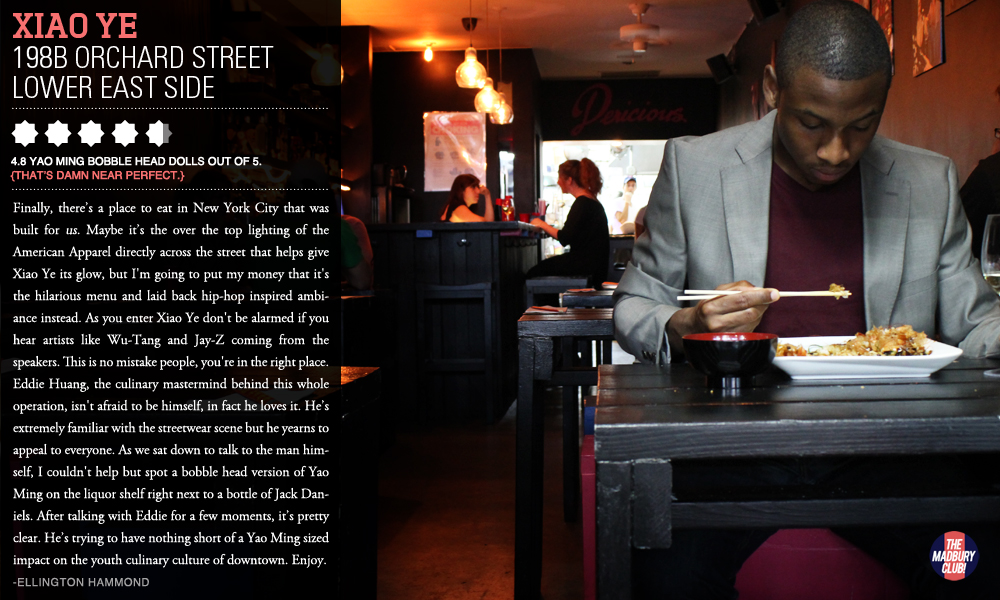 XIAO YE
198B ORCHARD STREET
LOWER EAST SIDE
4.8 YAO MING BOBBLE HEAD DOLLS OUT OF 5.
{THAT'S DAMN NEAR PERFECT.}
Finally, there's a place to eat in New York City that was
built for us. Maybe it's the over the top lighting of the
American Apparel directly across the street that helps give
Xiao Ye its glow, but I'm going to put my money that it's
the hilarious menu and laid back hip-hop inspired ambi-
ance instead. As you enter Xiao Ye don't be alarmed if you
hear artists like Wu-Tang and Jay-Z coming from the
speakers. This is no mistake people, you're in the right place.
Eddie Huang, the culinary mastermind behind this whole
operation, isn't afraid to be himself, in fact he loves it. He's
extremely familiar with the streetwear scene but he yearns to
appeal to everyone. As we sat down to talk to the man him-
self, I couldn't help but spot a bobble head version of Yao
Ming on the liquor shelf right next to a bottle of Jack Dan-
iels. After talking with Eddie for a few moments, it's pretty
clear. He's trying to have nothing short of a Yao Ming sized
impact on the youth culinary culture of downtown. Enjoy.
-ELLINGTON HAMMOND
Dericious.
THE
MADBURY
CLUB!